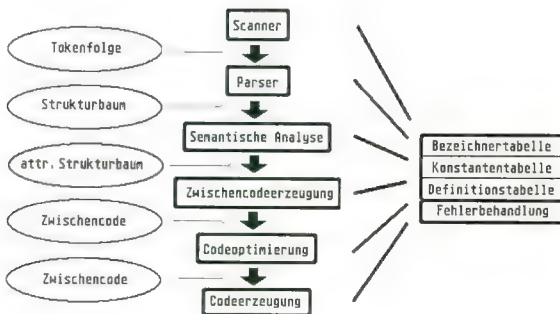 Scanner
Tokenfolge
Parser
Strukturbaum
Semantische Analyse
attr. Strukturbaum
Zwischencodeerzeugung
Zwischencode
Codeoptimierung
Zwischencode
Codeerzeugung
Bezeichnertabelle
Konstantentabelle
Definitionstabelle
Fehlerbehandlung